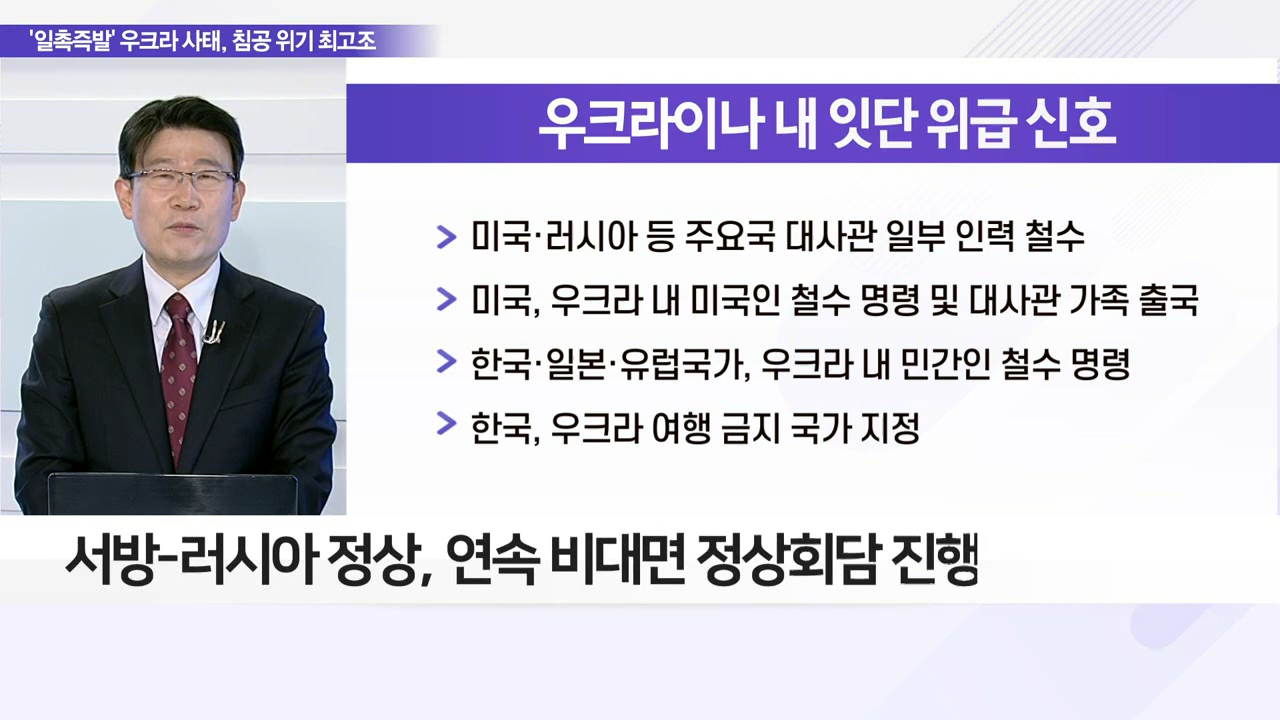 '일촉즉발' 우크라 사태, 침공 위기 최고조
우크라이나 내 잇단 위급 신호
미국·러시아 등 주요국 대사관 일부 인력 철수
미국, 우크라 내 미국인 철수 명령 및 대사관 가족 출국
한국·일본·유럽국가, 우크라 내 민간인 철수 명령
한국, 우크라 여행 금지 국가 지정
서방-러시아 정상, 연속 비대면 정상회담 진행